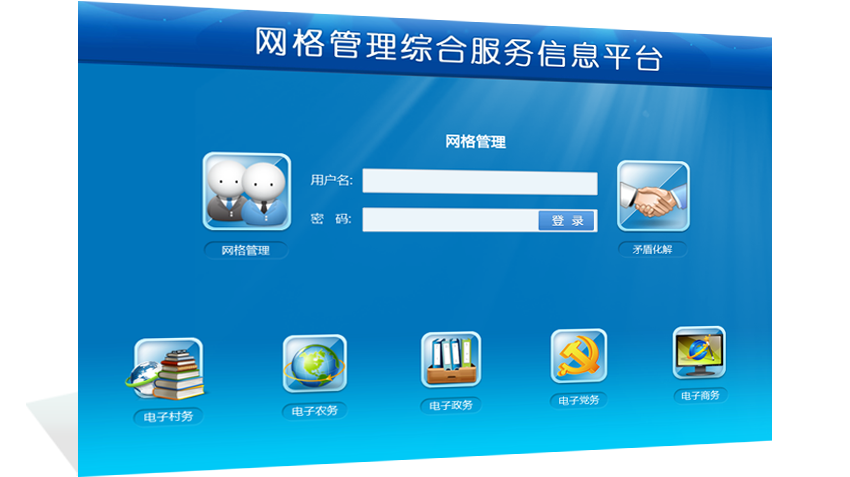 网格管理综合服务信息平台
网格管理
用户名:
密 码:
登 录
网格管理
矛盾化解
电子村务
电子农务
电子政务
电子党务
电子商务